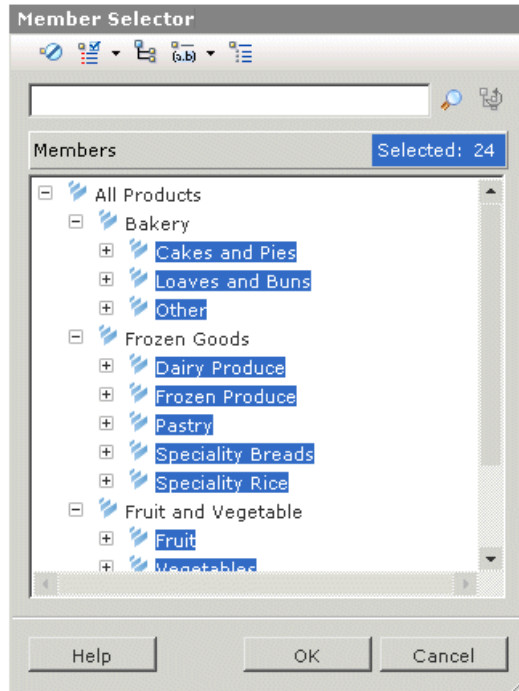 Member Selector
(a.b)
Members
Selected: 24
All Products
Bakery
Cakes and Pies
Loaves and Buns
Other
Frozen Goods
Dairy Produce
Frozen Produce
Pastry
Speciality Breads
Speciality Rice
Fruit and Vegetable
Fruit
Vegetables
Help
OK
Cancel